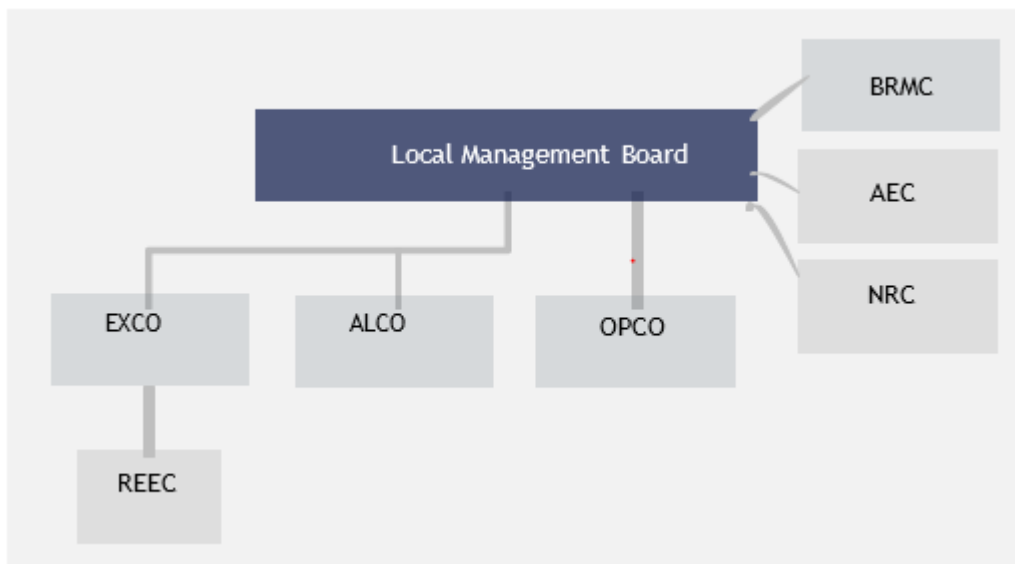 BRMC
Local Management Board
AEC
NRC
EXCO
ALCO
OPCO
REEC